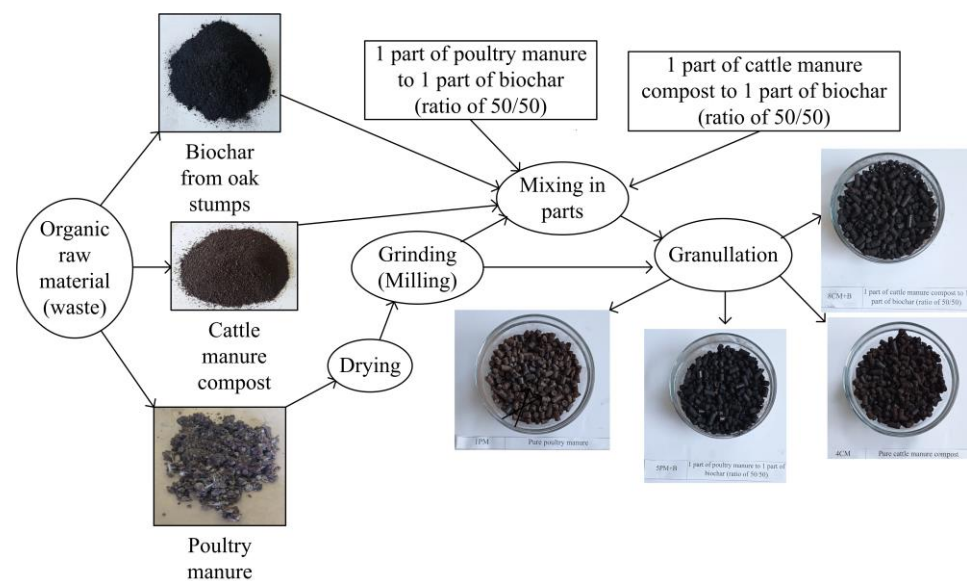 1 part of poultry manure
to 1 part of biochar
(ratio of 50/50)
1 part of cattle manure
compost to 1 part of biochar
(ratio of 50/50)
Biochar
from oak
stumps
Mixing in
parts
Organic
raw
material
(waste)
Grinding
(Milling)
Granullation
Cattle
manure
compost
Drying
Poultry
manure
8CM+B
1 part of cattle manure compost to 1
part of biochar (ratio of 50/50)
1PM
Pure poultry manure
5PM+B
1 part of poultry manure to 1 part of
biochar (ratio of 50/50)
4CM
Pure cattle manure compost